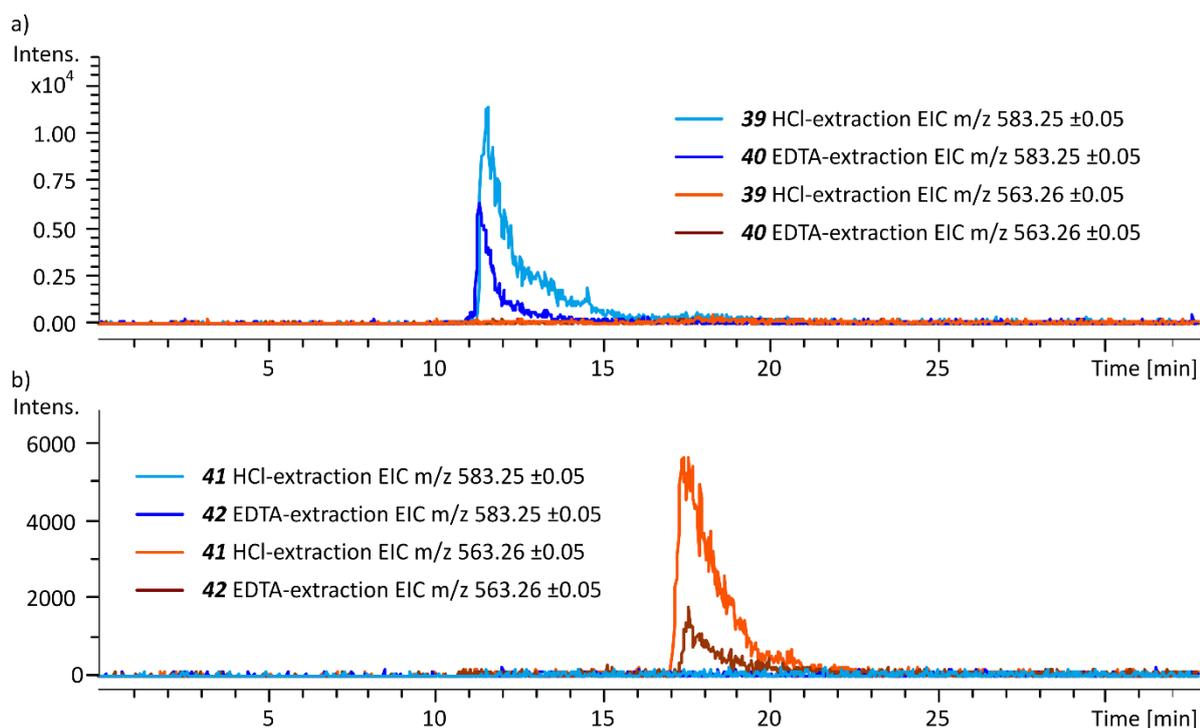 a)
Intens.
x10⁴
1.00
0.75
0.50
0.25
0.00
39 HCl-extraction EIC m/z 583.25 ±0.05
40 EDTA-extraction EIC m/z 583.25 ±0.05
39 HCl-extraction EIC m/z 563.26 ±0.05
40 EDTA-extraction EIC m/z 563.26 ±0.05
5 10 15 20 25 Time [min]
b)
Intens.
6000
4000
2000
0
41 HCl-extraction EIC m/z 583.25 ±0.05
42 EDTA-extraction EIC m/z 583.25 ±0.05
41 HCl-extraction EIC m/z 563.26 ±0.05
42 EDTA-extraction EIC m/z 563.26 ±0.05
5 10 15 20 25 Time [min]